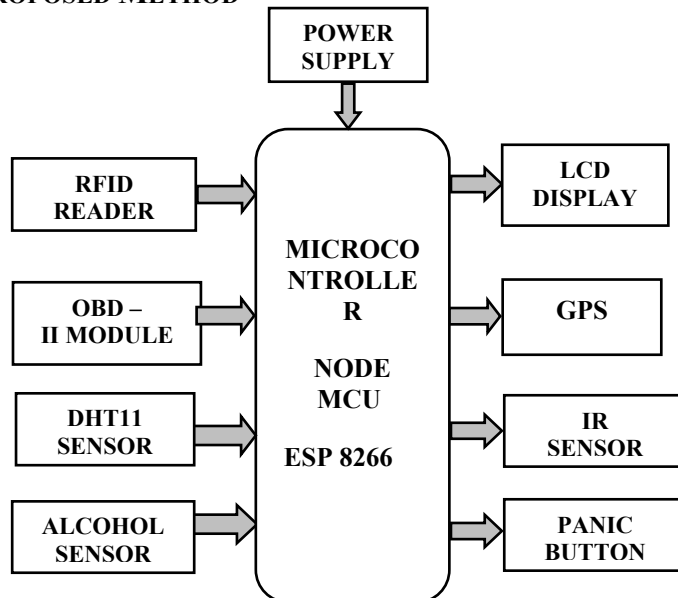 ROPOSED METHOD
POWER
SUPPLY
RFID
READER
LCD
DISPLAY
MICROCO
NTROLLE
R
NODE
MCU
ESP 8266
OBD –
II MODULE
GPS
DHT11
SENSOR
IR
SENSOR
ALCOHOL
SENSOR
PANIC
BUTTON